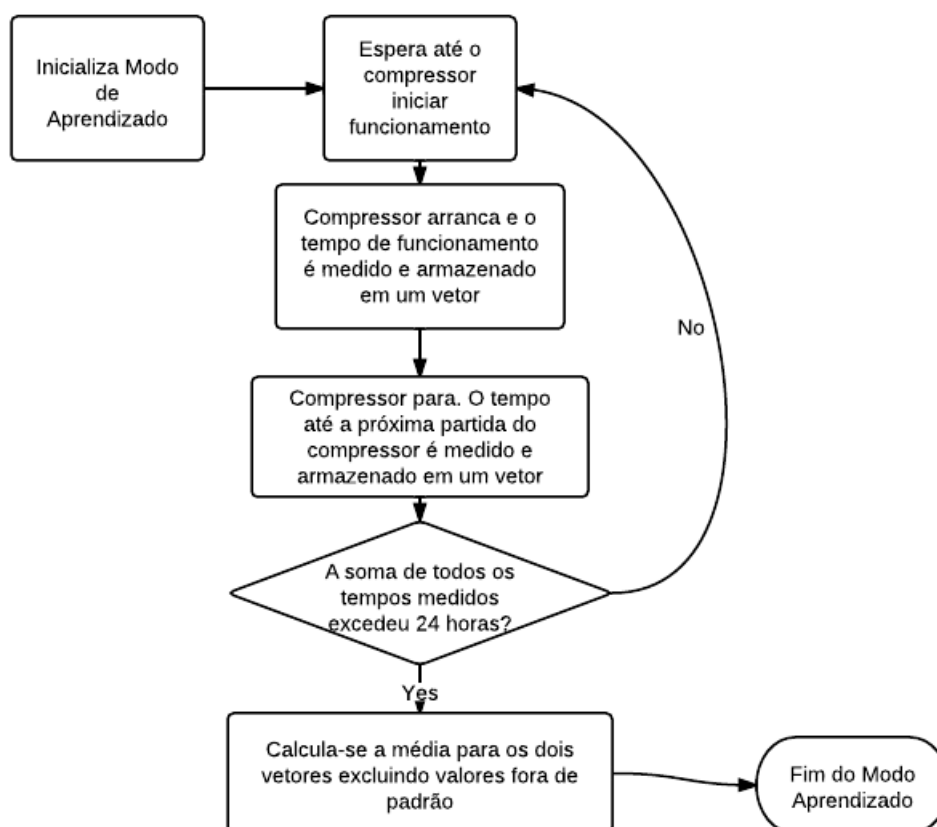 Inicializa Modo
de
Aprendizado
Espera até o
compressor
iniciar
funcionamento
Compressor arranca e o
tempo de funcionamento
é medido e armazenado
em um vetor
No
Compressor para. O tempo
até a próxima partida do
compressor é medido e
armazenado em um vetor
A soma de todos os
tempos medidos
excedeu 24 horas?
Yes
Calcula-se a média para os dois
vetores excluindo valores fora de
padrão
Fim do Modo
Aprendizado